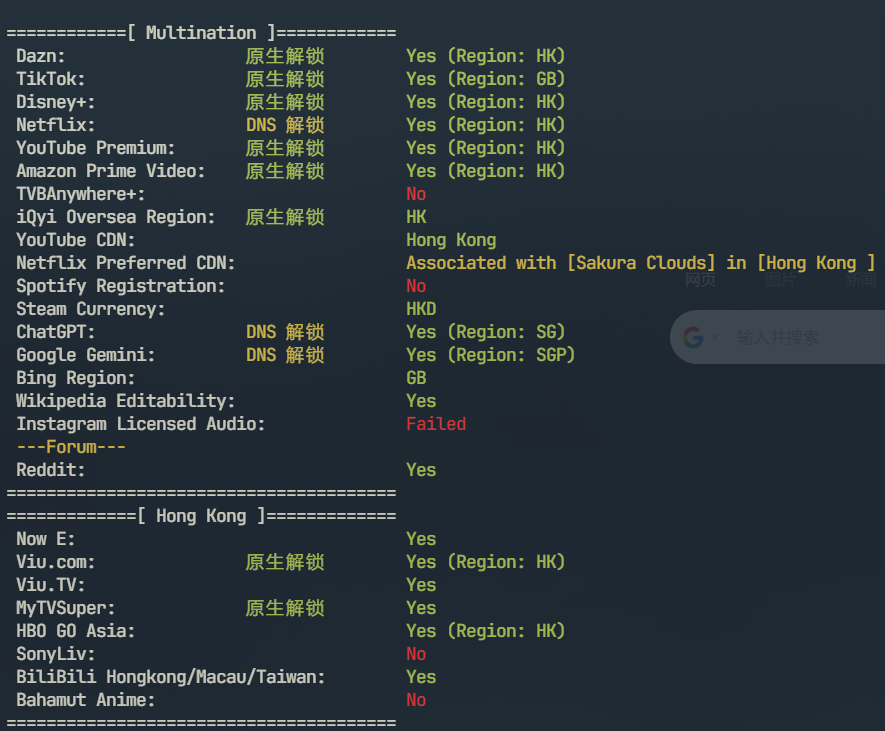 ============[ Multination ]============
Dazn: 原生解锁 Yes (Region: HK)
TikTok: 原生解锁 Yes (Region: GB)
Disney+: 原生解锁 Yes (Region: HK)
Netflix: DNS 解锁 Yes (Region: HK)
YouTube Premium: 原生解锁 Yes (Region: HK)
Amazon Prime Video: 原生解锁 Yes (Region: HK)
TVBAnywhere+: No
iQyi Oversea Region: 原生解锁 HK
YouTube CDN: Hong Kong
Netflix Preferred CDN: Associated with [Sakura Clouds] in [Hong Kong ]
网页 图片 新闻
Spotify Registration: No
Steam Currency: HKD
ChatGPT: DNS 解锁 Yes (Region: SG)
输入并搜索
Google Gemini: DNS 解锁 Yes (Region: SGP)
Bing Region: GB
Wikipedia Editability: Yes
Instagram Licensed Audio: Failed
---Forum---
Reddit: Yes
=======================================
=============[ Hong Kong ]=============
Now E: Yes
Viu.com: 原生解锁 Yes (Region: HK)
Viu.TV: Yes
MyTVSuper: 原生解锁 Yes
HBO GO Asia: Yes (Region: HK)
SonyLiv: No
BiliBili Hongkong/Macau/Taiwan: Yes
Bahamut Anime: No
=======================================